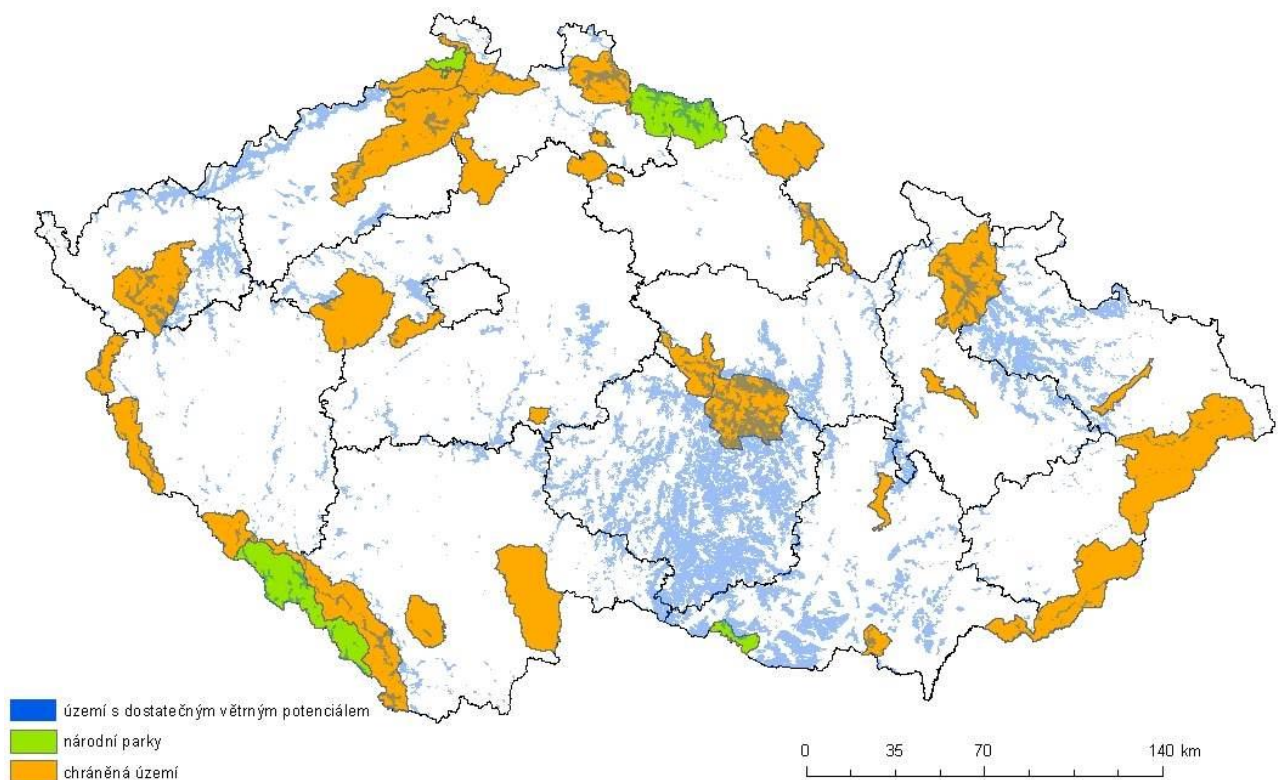 území s dostatečným větrným potenciálem
národní parky
chráněná území
0 35 70 140 km